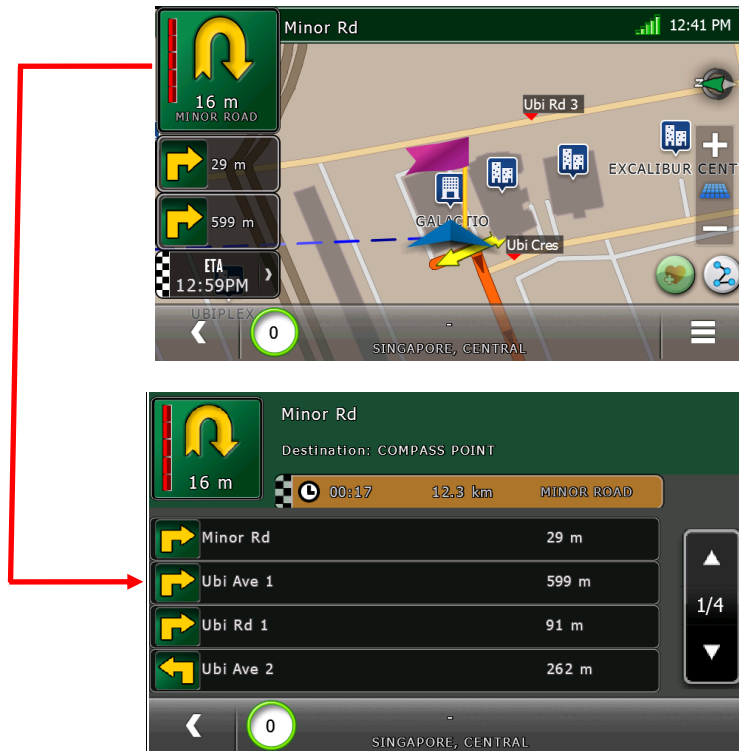 Minor Rd
12:41 PM
16 m
MINOR ROAD
Ubi Rd 3
N
29 m
EXCALIBUR CENT
599 m
GALACTIO
Ubi Cres
ETA
12:59PM
UBIPLEX
0
-
SINGAPORE, CENTRAL
Minor Rd
Destination: COMPASS POINT
16 m
00:17 12.3 km MINOR ROAD
Minor Rd 29 m
Ubi Ave 1 599 m
Ubi Rd 1 91 m
Ubi Ave 2 262 m
1/4
0
-
SINGAPORE, CENTRAL